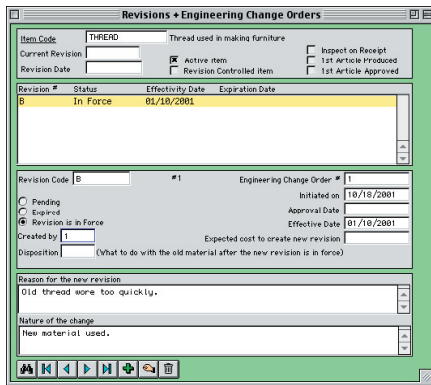 Revisions + Engineering Change Orders
Item Code THREAD Thread used in making furniture
Current Revision
Revision Date
Active item
Revision Controlled item
Inspect on Receipt
1st Article Produced
1st Article Approved
Revision # Status Effectivity Date Expiration Date
B In Force 01/10/2001
Revision Code B #1 Engineering Change Order # 1
Initiated on 10/18/2001
Pending Approval Date
Expired
Revision is in Force Effective Date 01/10/2001
Created by 1 Expected cost to create new revision
Disposition (What to do with the old material after the new revision is in force)
Reason for the new revision
Old thread wore too quickly.
Nature of the change
New material used.